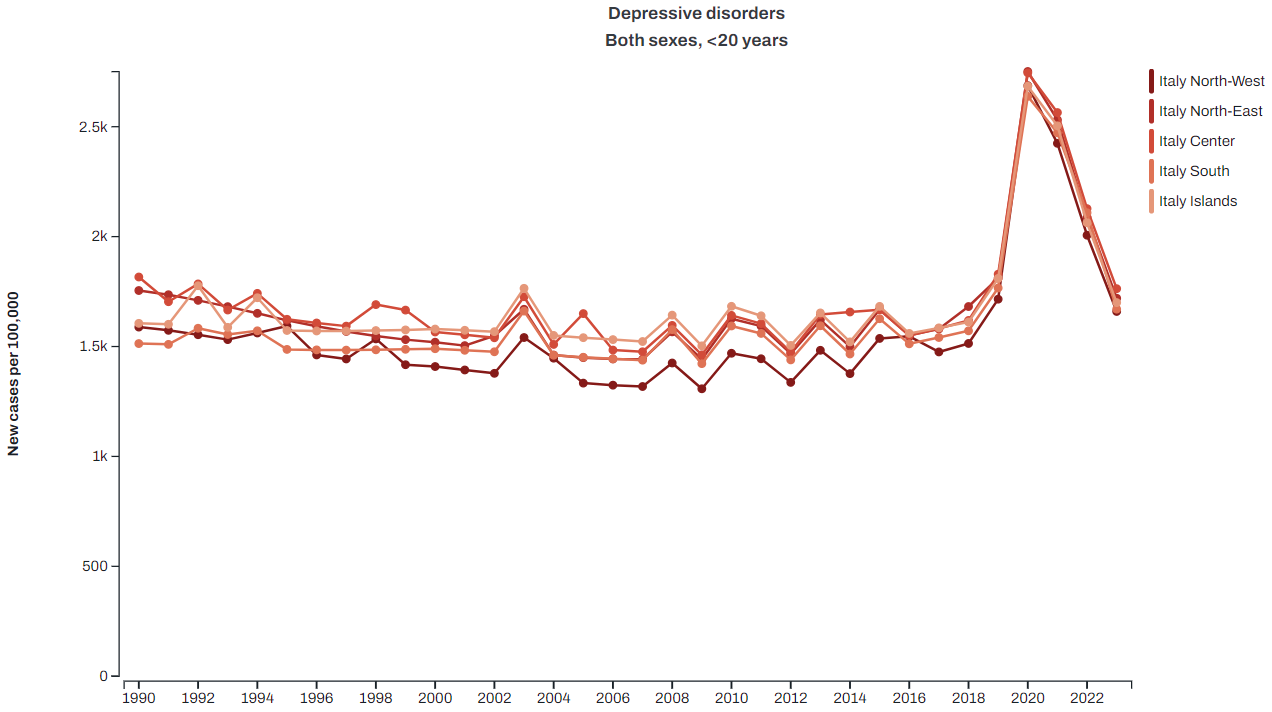 Depressive disorders
Both sexes, <20 years
New cases per 100,000
2.5k
2k
1.5k
1k
500
0
1990 1992 1994 1996 1998 2000 2002 2004 2006 2008 2010 2012 2014 2016 2018 2020 2022
Italy North-West
Italy North-East
Italy Center
Italy South
Italy Islands